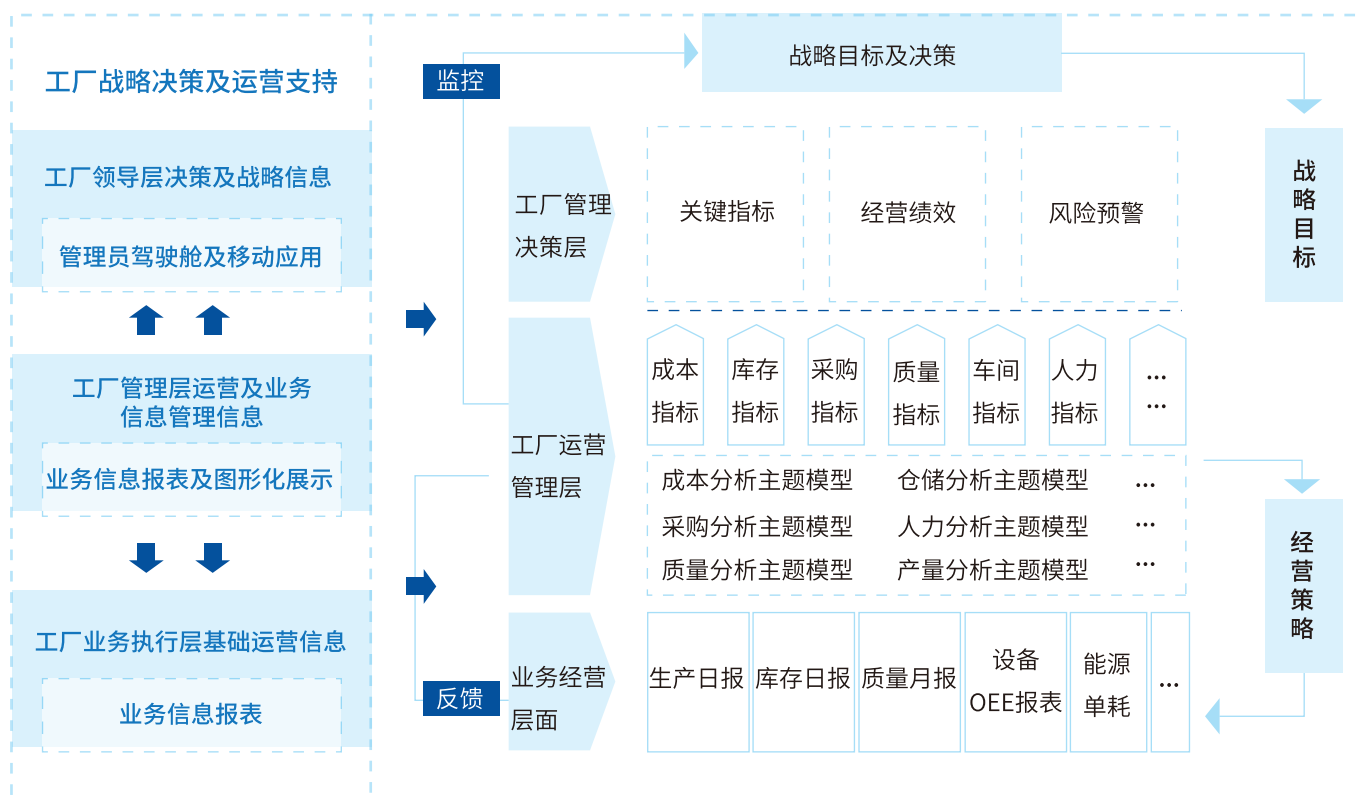 工厂战略决策及运营支持
工厂领导层决策及战略信息
管理员驾驶舱及移动应用
工厂管理层运营及业务
信息管理信息
业务信息报表及图形化展示
工厂业务执行层基础运营信息
业务信息报表
监控
战略目标及决策
工厂管理
决策层
关键指标
经营绩效
风险预警
战略目标
工厂运营
管理层
成本
指标
库存
指标
采购
指标
质量
指标
车间
指标
人力
指标
...
...
成本分析主题模型
仓储分析主题模型
...
采购分析主题模型
人力分析主题模型
...
质量分析主题模型
产量分析主题模型
...
经营策略
反馈
业务经营
层面
生产日报
库存日报
质量月报
设备
OEE报表
能源
单耗
...